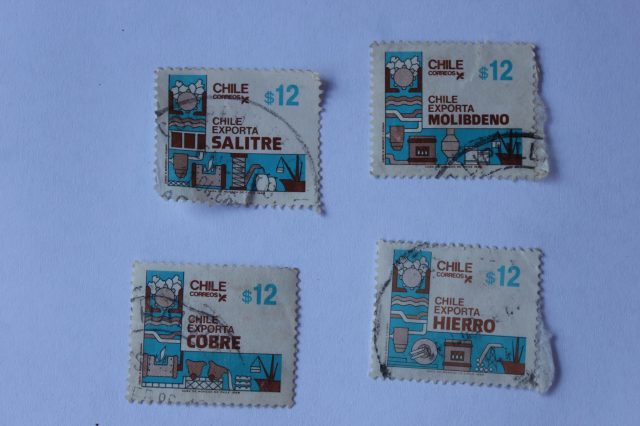 CHILE
CORREOS
$12
CHILE
EXPORTA
SALITRE
CHILE
CORREOS
$12
CHILE
EXPORTA
MOLIBDENO
CHILE
CORREOS
$12
CHILE
EXPORTA
COBRE
CHILE
CORREOS
$12
CHILE
EXPORTA
HIERRO